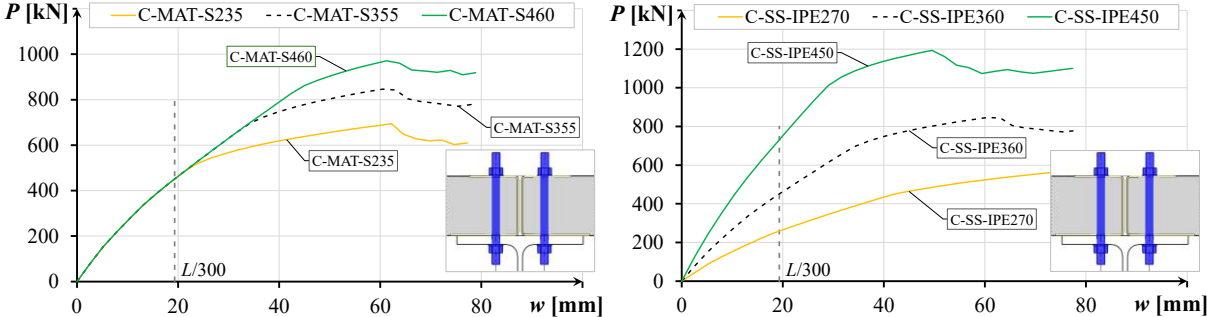 P [kN]
C-MAT-S235 C-MAT-S355 C-MAT-S460
1000
800
600
400
200
0
C-MAT-S460
C-MAT-S355
C-MAT-S235
L/300
0 20 40 60 80
w [mm]
P [kN]
C-SS-IPE270 C-SS-IPE360 C-SS-IPE450
1200
1000
800
600
400
200
0
C-SS-IPE450
C-SS-IPE360
C-SS-IPE270
L/300
0 20 40 60 80
w [mm]